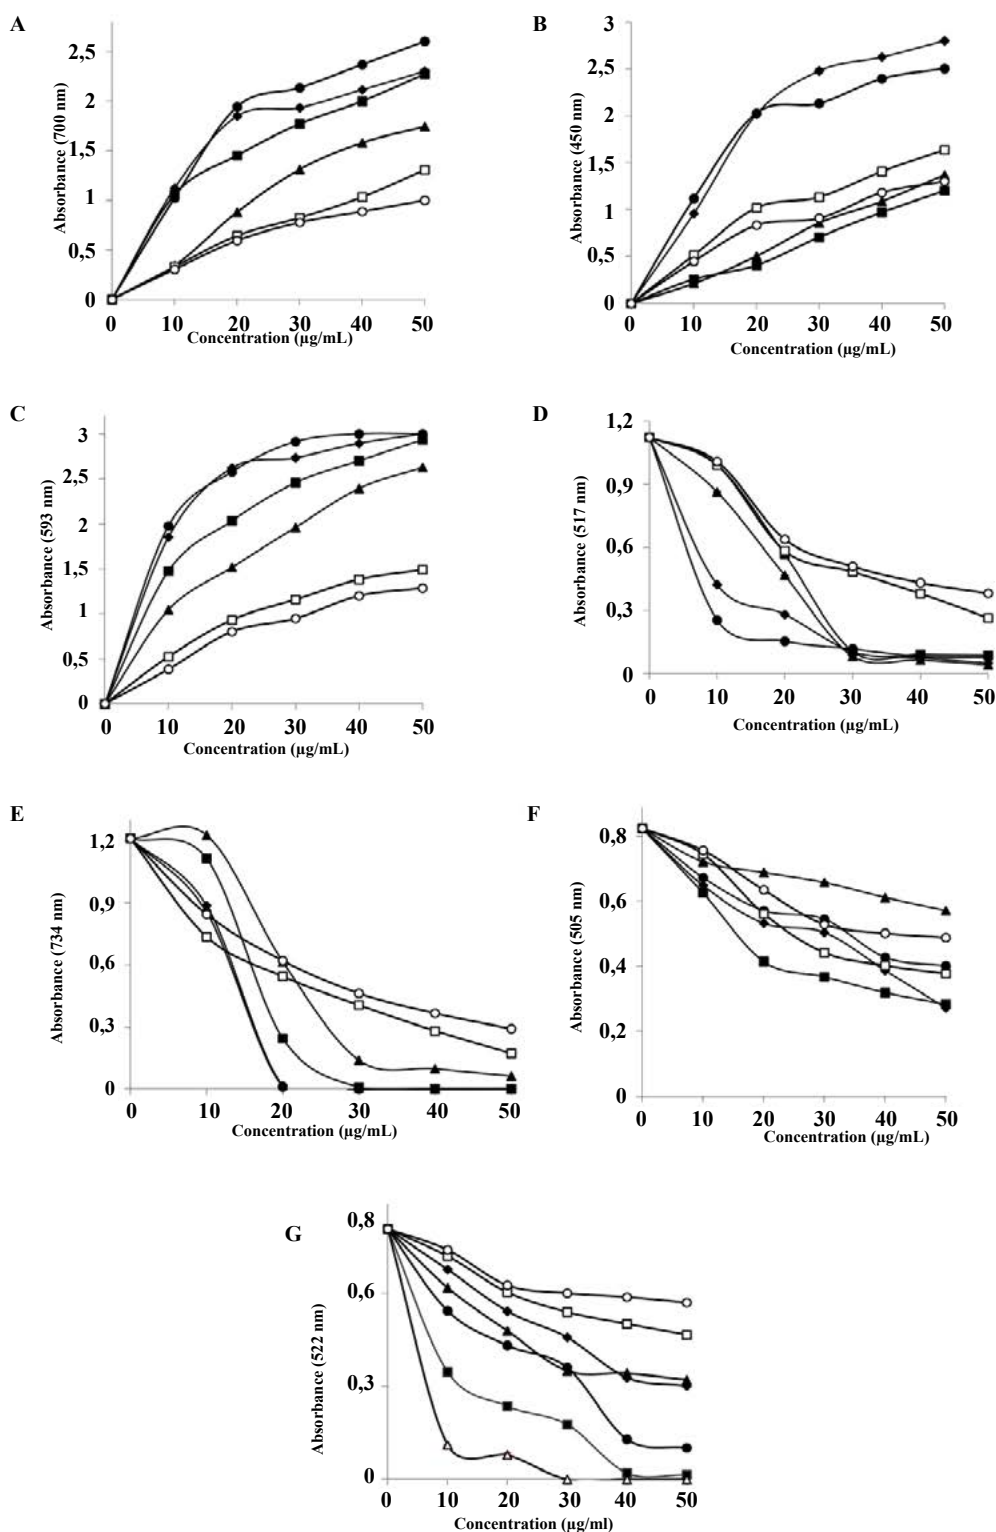 A
Absorbance (700 nm)
2,5
2
1,5
1
0,5
0
0 10 20 30 40 50
Concentration (µg/mL)
B
Absorbance (450 nm)
3
2,5
2
1,5
1
0,5
0
0 10 20 30 40 50
Concentration (µg/mL)
C
Absorbance (593 nm)
3
2,5
2
1,5
1
0,5
0
0 10 20 30 40 50
Concentration (µg/mL)
D
Absorbance (517 nm)
1,2
0,9
0,6
0,3
0
0 10 20 30 40 50
Concentration (µg/mL)
E
Absorbance (734 nm)
1,2
0,9
0,6
0,3
0
0 10 20 30 40 50
Concentration (µg/mL)
F
Absorbance (505 nm)
0,8
0,6
0,4
0,2
0
0 10 20 30 40 50
Concentration (µg/mL)
G
Absorbance (522 nm)
0,8
0,6
0,3
0
0 10 20 30 40 50
Concentration (µg/ml)